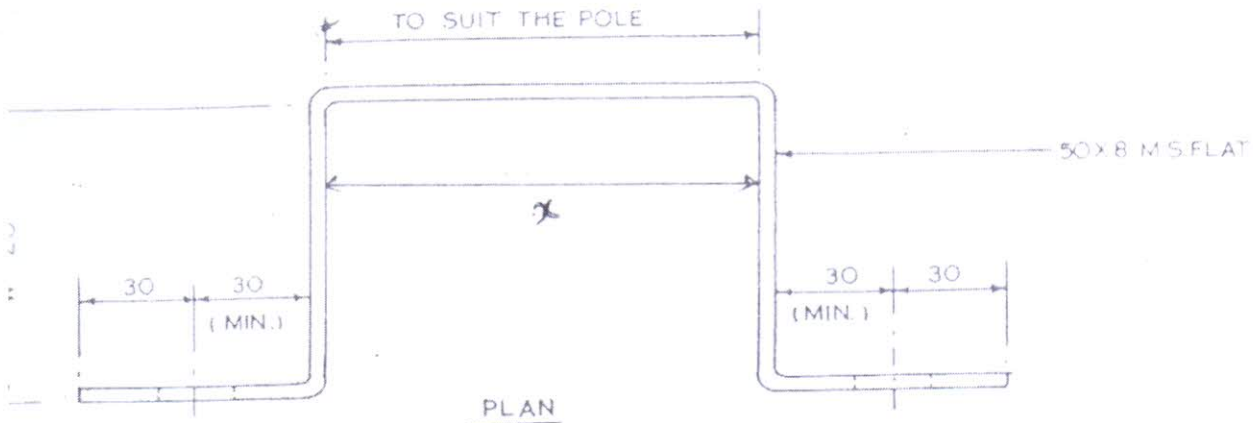 TO SUIT THE POLE
50X8 M.S.FLAT
x
30 30 30 30
(MIN.) (MIN.)
PLAN